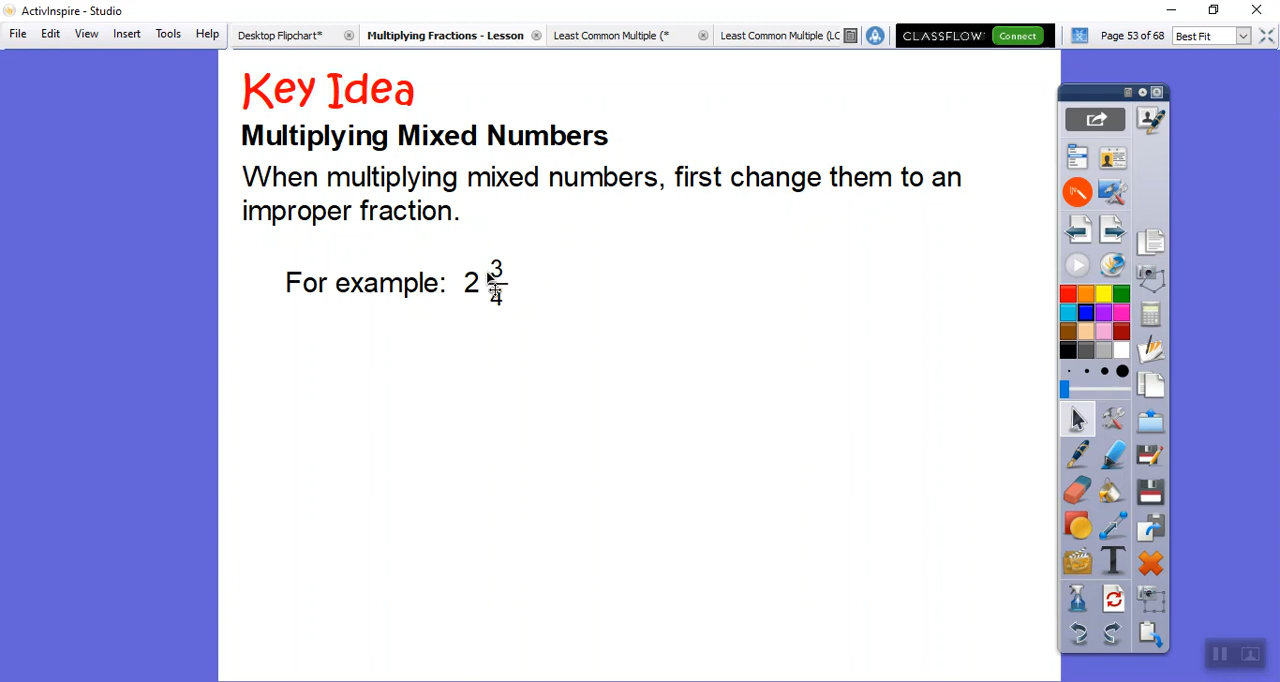 ActivInspire - Studio
File Edit View Insert Tools Help
Desktop Flipchart* Multiplying Fractions - Lesson Least Common Multiple (* Least Common Multiple (LC
CLASSFLOW Connect
Page 53 of 68 Best Fit
Key Idea
Multiplying Mixed Numbers
When multiplying mixed numbers, first change them to an
improper fraction.
For example: 2 3/4
T